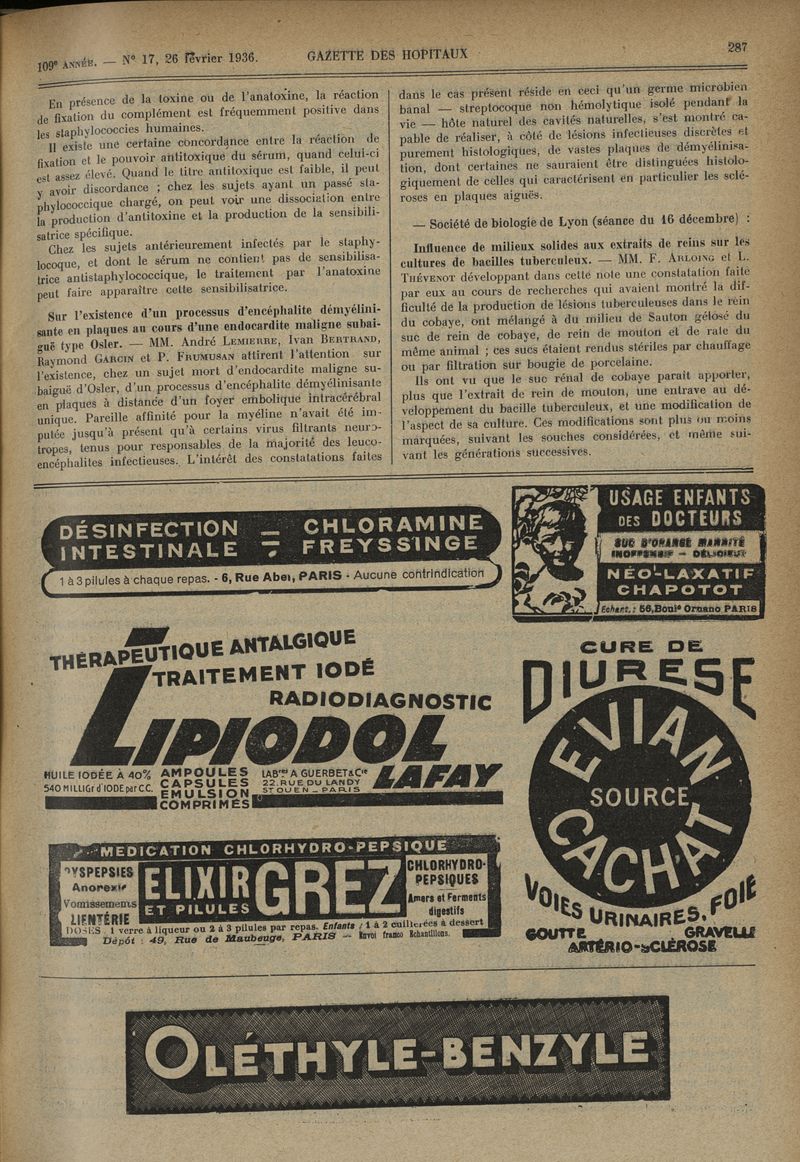 109e ANNÉE. — N° 17, 26 février 1936.
GAZETTE DES HOPITAUX
287
En présence de la toxine ou de l'anatoxine, la réaction
de fixation du complément est fréquemment positive dans
les staphylococcies humaines.
Il existe une certaine concordance entre la réaction de
fixation et le pouvoir antitoxique du sérum, quand celui-ci
est assez élevé. Quand le titre antitoxique est faible, il peut
y avoir discordance ; chez les sujets ayant un passé sta-
phylococcique chargé, on peut voir une dissociation entre
la production d'antitoxine et la production de la sensibili-
satrice spécifique.
Chez les sujets antérieurement infectés par le staphy-
locoque, et dont le sérum ne contient pas de sensibilisa-
trice antistaphylococcique, le traitement par l'anatoxine
peut faire apparaître cette sensibilisatrice.
Sur l'existence d'un processus d'encéphalite démyélini-
sante en plaques au cours d'une endocardite maligne subai-
guë type Osler. — MM. André LEMIERRE, Ivan BERTRAND,
Raymond GARCIN et P. FRUMUSAN attirent l'attention sur
l'existence, chez un sujet mort d'endocardite maligne su-
baiguë d'Osler, d'un processus d'encéphalite démyélinisante
en plaques à distance d'un foyer embolique intracérébral
unique. Pareille affinité pour la myéline n'avait été im-
putée jusqu'à présent qu'à certains virus filtrants neuro-
tropes, tenus pour responsables de la majorité des leuco-
encéphalites infectieuses. L'intérêt des constatations faites
dans le cas présent réside en ceci qu'un germe microbien
banal — streptocoque non hémolytique isolé pendant la
vie — hôte naturel des cavités naturelles, s'est montré ca-
pable de réaliser, à côté de lésions infectieuses discrètes et
purement histologiques, de vastes plaques de démyélinisa-
tion, dont certaines ne sauraient être distinguées histolo-
giquement de celles qui caractérisent en particulier les sclé-
roses en plaques aiguës.
— Société de biologie de Lyon (séance du 16 décembre) :
Influence de milieux solides aux extraits de reins sur les
cultures de bacilles tuberculeux. — MM. F. ARLOING et L.
THÉVENOT développant dans cette note une constatation faite
par eux au cours de recherches qui avaient montré la dif-
ficulté de la production de lésions tuberculeuses dans le rein
du cobaye, ont mélangé à du milieu de Sauton gélosé du
suc de rein de cobaye, de rein de mouton et de rate du
même animal ; ces sucs étaient rendus stériles par chauffage
ou par filtration sur bougie de porcelaine.
Ils ont vu que le suc rénal de cobaye parait apporter,
plus que l'extrait de rein de mouton, une entrave au dé-
veloppement du bacille tuberculeux, et une modification de
l'aspect de sa culture. Ces modifications sont plus ou moins
marquées, suivant les souches considérées, et même sui-
vant les générations successives.
DÉSINFECTION = CHLORAMINE
INTESTINALE FREYSSINGE
1 à 3 pilules à chaque repas. - 6, Rue Abel, PARIS - Aucune contrindication
USAGE ENFANTS
DES DOCTEURS
SUC D'ORANGE MANNITÉ
INOFFENSIF — DÉLICIEUX
NÉO-LAXATIF
CHAPOTOT
Echant. : 56, Boule Ornano PARIS
THÉRAPEUTIQUE ANTALGIQUE
TRAITEMENT IODÉ
RADIODIAGNOSTIC
LIPIODOL
LAFAY
HUILE IODÉE À 40%
540 MILLIGr d'IODE par CC.
AMPOULES
CAPSULES
EMULSION
COMPRIMÉS
LABres A GUERBET & Cie
22. RUE DU LANDY
ST OUEN — PARIS
CURE DE
DIURESE
EVIAN
SOURCE
CACHAT
VOIES URINAIRES, FOIE
GOUTTE GRAVELLE
ARTÉRIO-SCLÉROSE
MEDICATION CHLORHYDRO-PEPSIQUE
DYSPEPSIES
Anorexie
Vomissements
LIENTÉRIE
ELIXIR GREZ
ET PILULES
CHLORHYDRO-
PEPSIQUES
Amers et Ferments
digestifs
DOSES : 1 verre à liqueur ou 2 à 3 pilules par repas. Enfants : 1 à 2 cuillerées à dessert
Dépôt : 49, Rue de Maubeuge, PARIS — Envoi franco Echantillons.
OLÉTHYLE-BENZYLE